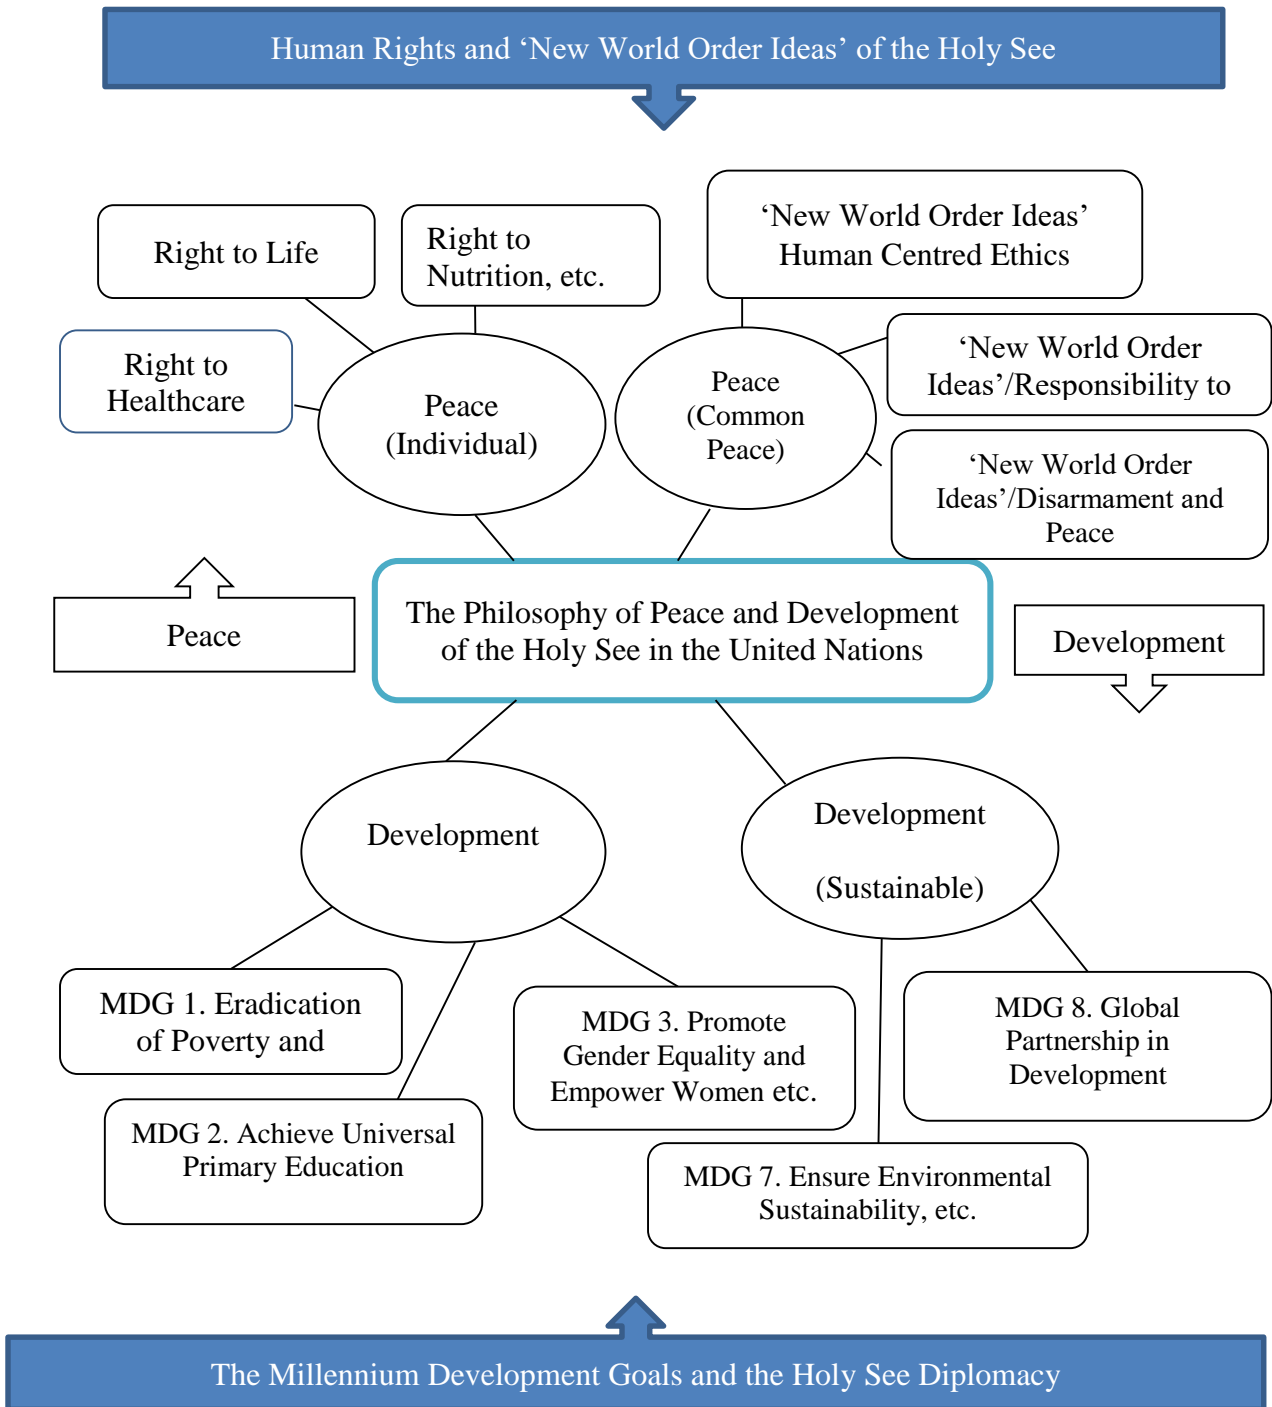 Human Rights and ‘New World Order Ideas’ of the Holy See
Right to Life
Right to
Nutrition, etc.
‘New World Order Ideas’
Human Centred Ethics
Right to
Healthcare
Peace
(Individual)
Peace
(Common
Peace)
‘New World Order
Ideas’/Responsibility to
‘New World Order
Ideas’/Disarmament and
Peace
Peace
The Philosophy of Peace and Development
of the Holy See in the United Nations
Development
Development
Development
(Sustainable)
MDG 1. Eradication
of Poverty and
MDG 2. Achieve Universal
Primary Education
MDG 3. Promote
Gender Equality and
Empower Women etc.
MDG 7. Ensure Environmental
Sustainability, etc.
MDG 8. Global
Partnership in
Development
The Millennium Development Goals and the Holy See Diplomacy